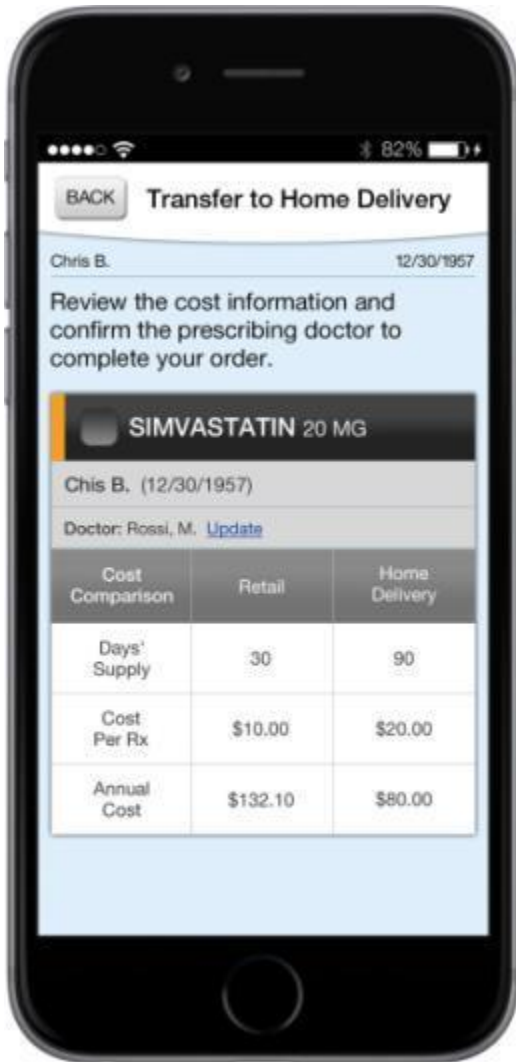 82%
BACK
Transfer to Home Delivery
Chris B. 12/30/1957
Review the cost information and
confirm the prescribing doctor to
complete your order.
SIMVASTATIN 20 MG
Chis B. (12/30/1957)
Doctor: Rossi, M. Update
Cost
Comparison
Retail
Home
Delivery
Days'
Supply
30
90
Cost
Per Rx
$10.00
$20.00
Annual
Cost
$132.10
$80.00